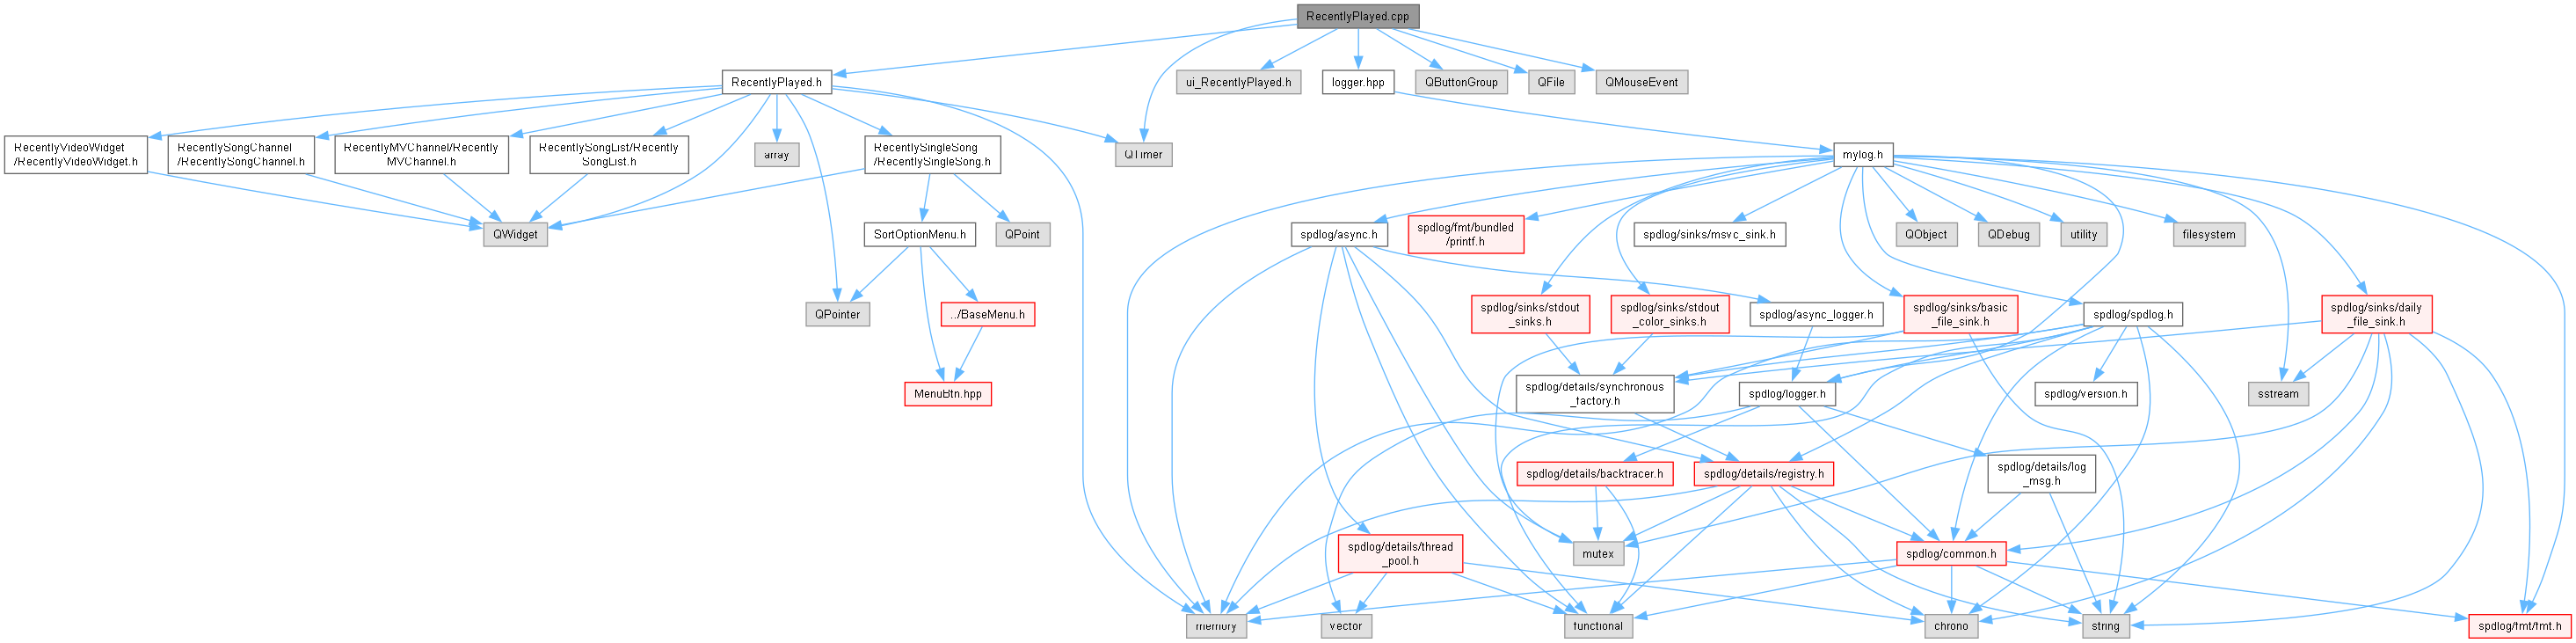 RecentlyPlayed.cpp
RecentlyPlayed.h
ui_RecentlyPlayed.h
logger.hpp
QButtonGroup
QFile
QMouseEvent
RecentlyVideoWidget
/RecentlyVideoWidget.h
RecentlySongChannel
/RecentlySongChannel.h
RecentlyMVChannel/Recently
MVChannel.h
RecentlySongList/Recently
SongList.h
array
RecentlySingleSong
/RecentlySingleSong.h
QTimer
mylog.h
QWidget
SortOptionMenu.h
QPoint
spdlog/async.h
spdlog/fmt/bundled
/printf.h
spdlog/sinks/msvc_sink.h
QObject
QDebug
utility
filesystem
QPointer
../BaseMenu.h
spdlog/sinks/stdout
_sinks.h
spdlog/sinks/stdout
_color_sinks.h
spdlog/async_logger.h
spdlog/sinks/basic
_file_sink.h
spdlog/spdlog.h
spdlog/sinks/daily
_file_sink.h
MenuBtn.hpp
spdlog/details/synchronous
_factory.h
spdlog/logger.h
spdlog/version.h
sstream
spdlog/details/backtracer.h
spdlog/details/registry.h
spdlog/details/log
_msg.h
spdlog/details/thread
_pool.h
mutex
spdlog/common.h
memory
vector
functional
chrono
string
spdlog/fmt/fmt.h